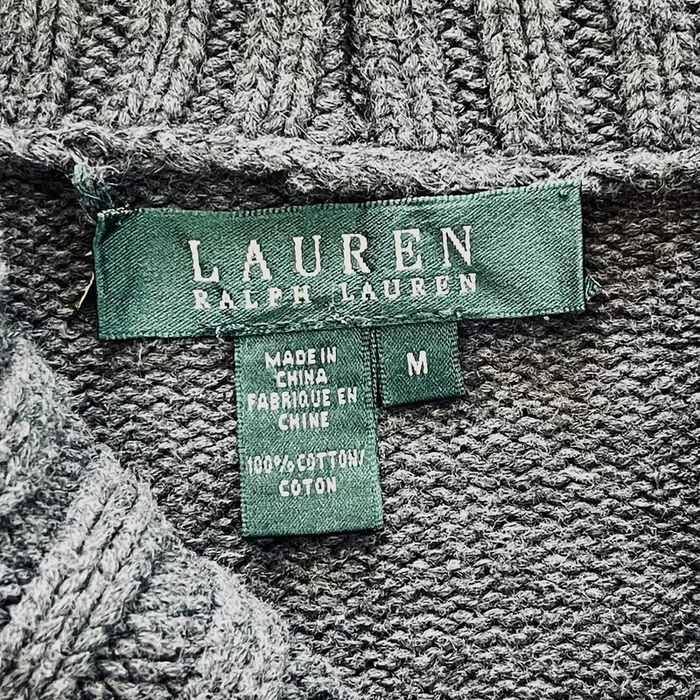 LAUREN
RALPH LAUREN
MADE IN
CHINA
FABRIQUE EN
CHINE
100% COTTON/
COTON
M